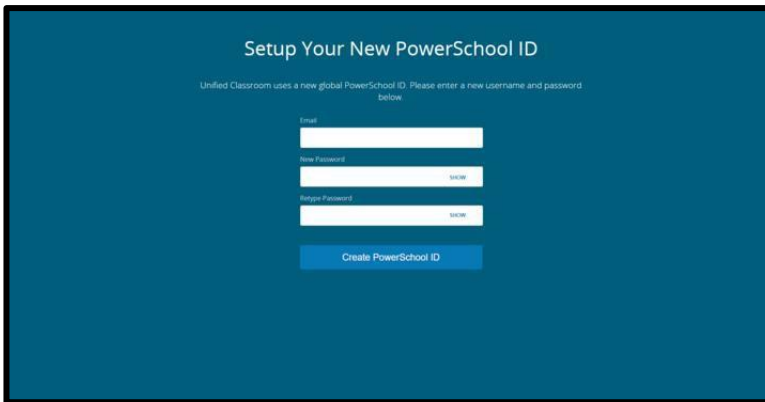 Setup Your New PowerSchool ID
Unified Classroom uses a new global PowerSchool ID. Please enter a new username and password
below.
Email
New Password
SHOW
Retype Password
SHOW
Create PowerSchool ID